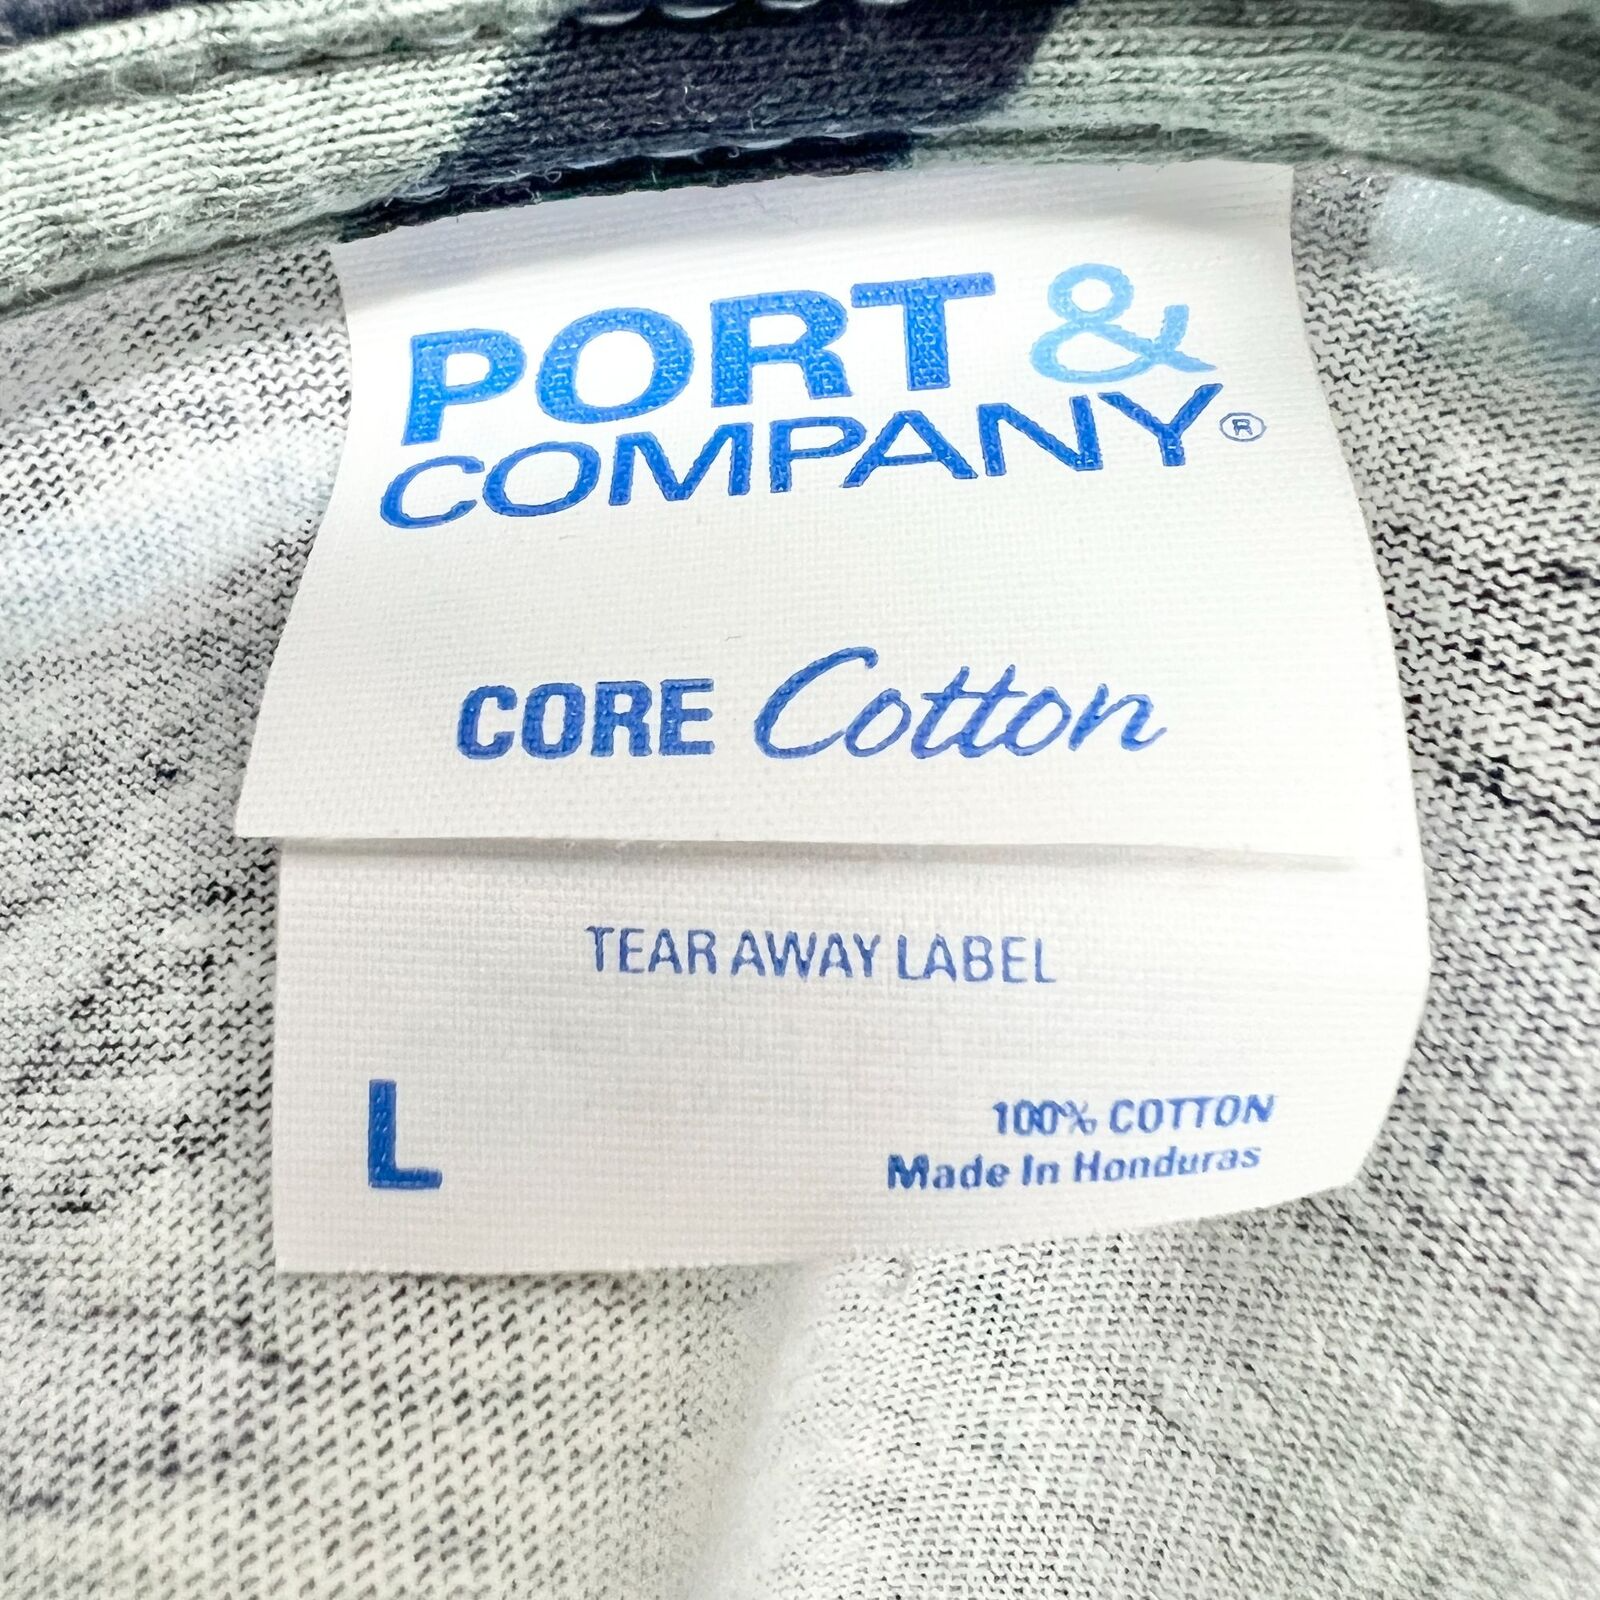 PORT &
COMPANY®
CORE Cotton
TEAR AWAY LABEL
L
100% COTTON
Made In Honduras